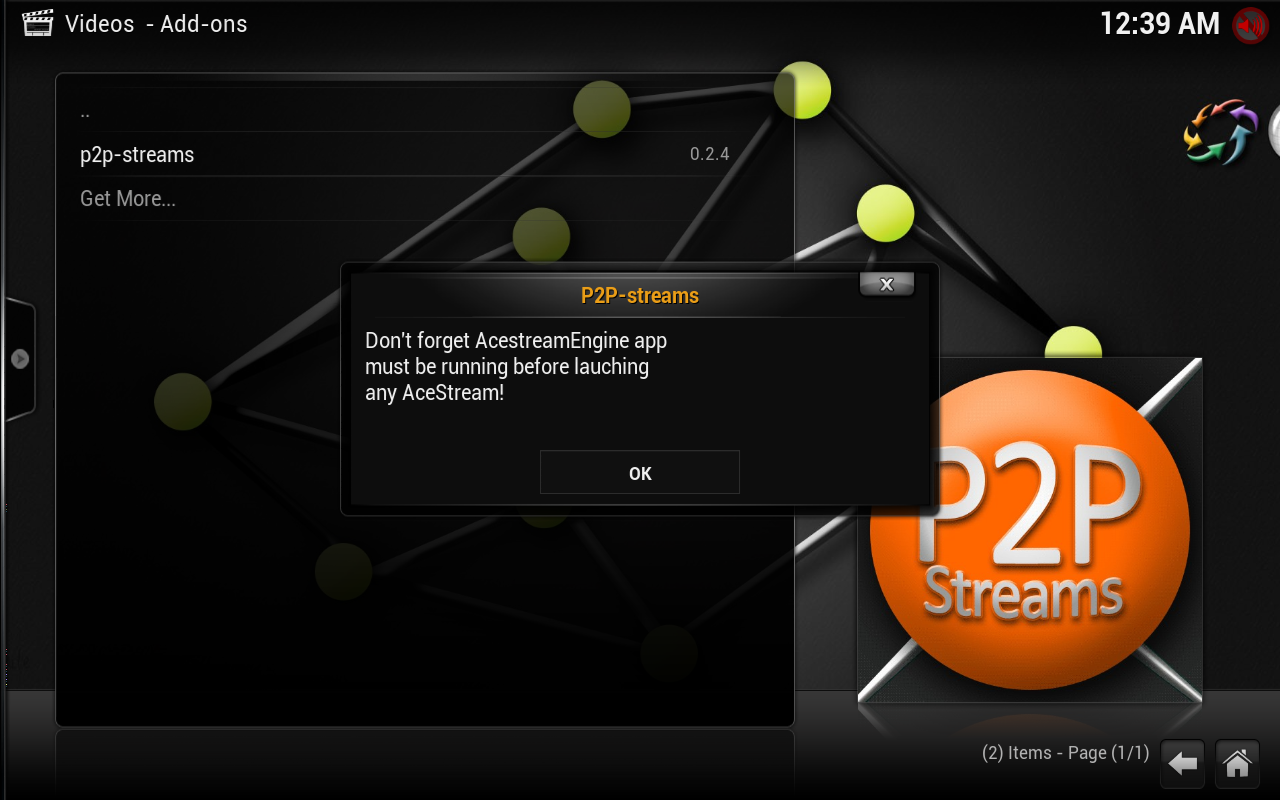 Videos - Add-ons
12:39 AM
..
p2p-streams 0.2.4
Get More...
P2P-streams
X
Don't forget AcestreamEngine app
must be running before lauching
any AceStream!
OK
P2P
Streams
(2) Items - Page (1/1)